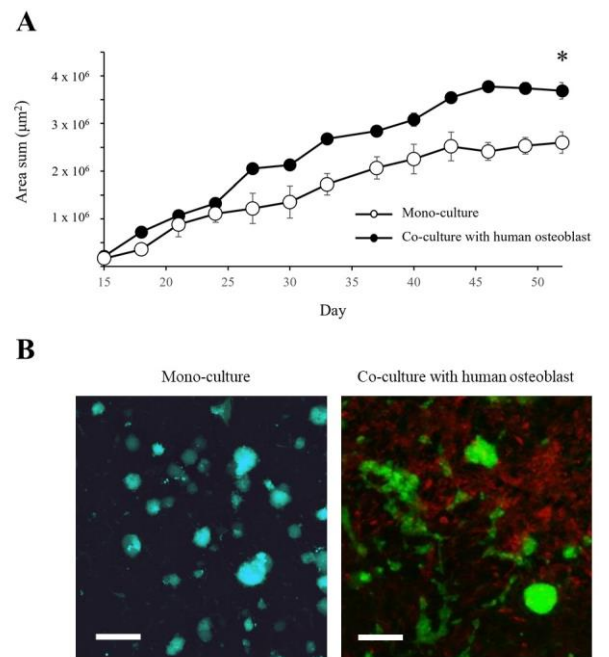 A
*
4 x 10⁶
3 x 10⁶
2 x 10⁶
1 x 10⁶
Area sum (µm²)
Mono-culture
Co-culture with human osteoblast
15 20 25 30 35 40 45 50
Day
B
Mono-culture Co-culture with human osteoblast